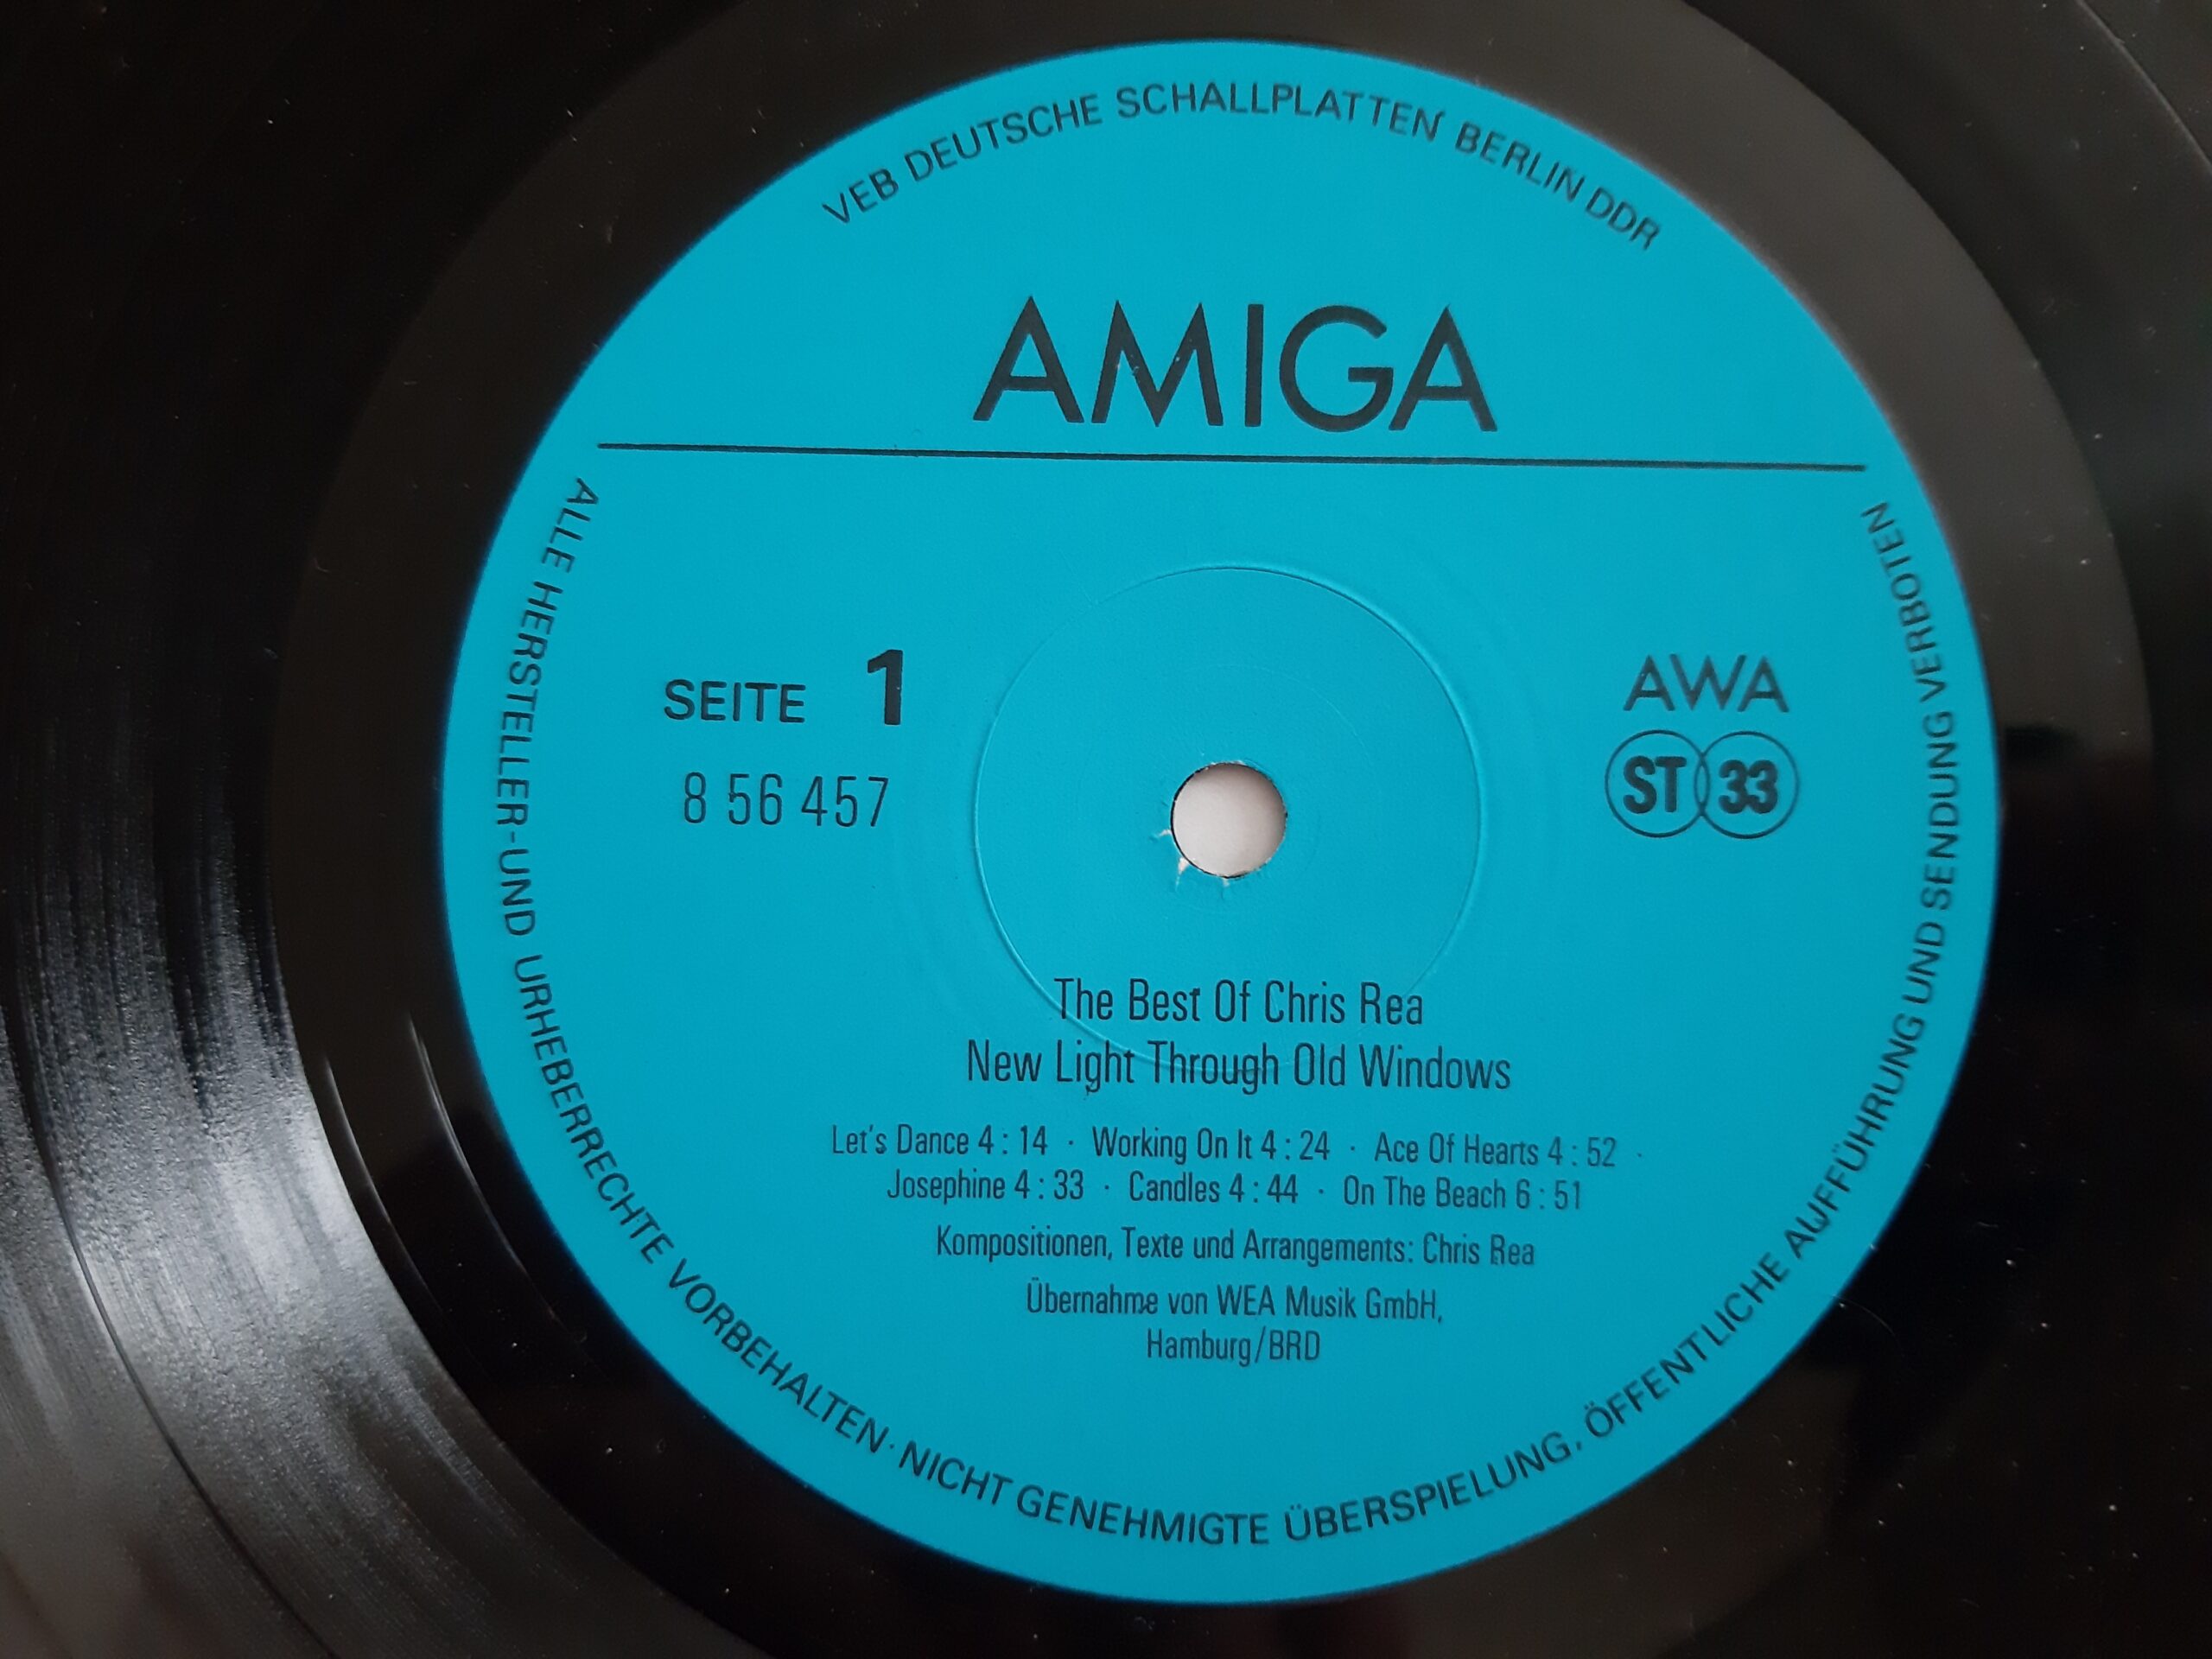 VEB DEUTSCHE SCHALLPLATTEN BERLIN DDR
AMIGA
SEITE 1
8 56 457
AWA
ST 33
The Best Of Chris Rea
New Light Through Old Windows
Let's Dance 4 : 14 · Working On It 4 : 24 · Ace Of Hearts 4 : 52 ·
Josephine 4 : 33 · Candles 4 : 44 · On The Beach 6 : 51
Kompositionen, Texte und Arrangements: Chris Rea
Übernahme von WEA Musik GmbH,
Hamburg/BRD
ALLE HERSTELLER-UND URHEBERRECHTE VORBEHALTEN · NICHT GENEHMIGTE ÜBERSPIELUNG, ÖFFENTLICHE AUFFÜHRUNG UND SENDUNG VERBOTEN